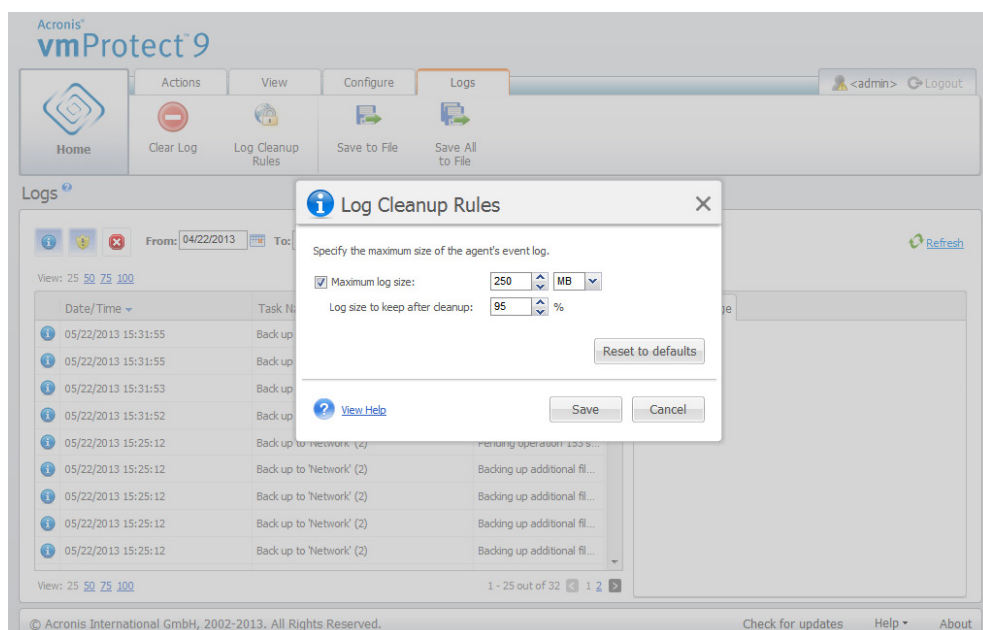 Acronis®
vmProtect™9
Actions View Configure Logs
<admin> Logout
Home
Clear Log
Log Cleanup Rules
Save to File
Save All to File
Logs
Log Cleanup Rules
From: 04/22/2013 To:
Refresh
Specify the maximum size of the agent's event log.
View: 25 50 75 100
Maximum log size: 250 MB
Log size to keep after cleanup: 95 %
Date/Time Task
05/22/2013 15:31:55 Back up
05/22/2013 15:31:55 Back up
Reset to defaults
05/22/2013 15:31:53 Back up
05/22/2013 15:31:52 Back up
View Help
Save Cancel
05/22/2013 15:25:12 Back up to 'Network' (2) Pending operation 153 s...
05/22/2013 15:25:12 Back up to 'Network' (2) Backing up additional fil...
05/22/2013 15:25:12 Back up to 'Network' (2) Backing up additional fil...
05/22/2013 15:25:12 Back up to 'Network' (2) Backing up additional fil...
05/22/2013 15:25:12 Back up to 'Network' (2) Backing up additional fil...
View: 25 50 75 100
1 - 25 out of 32 1 2
© Acronis International GmbH, 2002-2013. All Rights Reserved.
Check for updates Help About